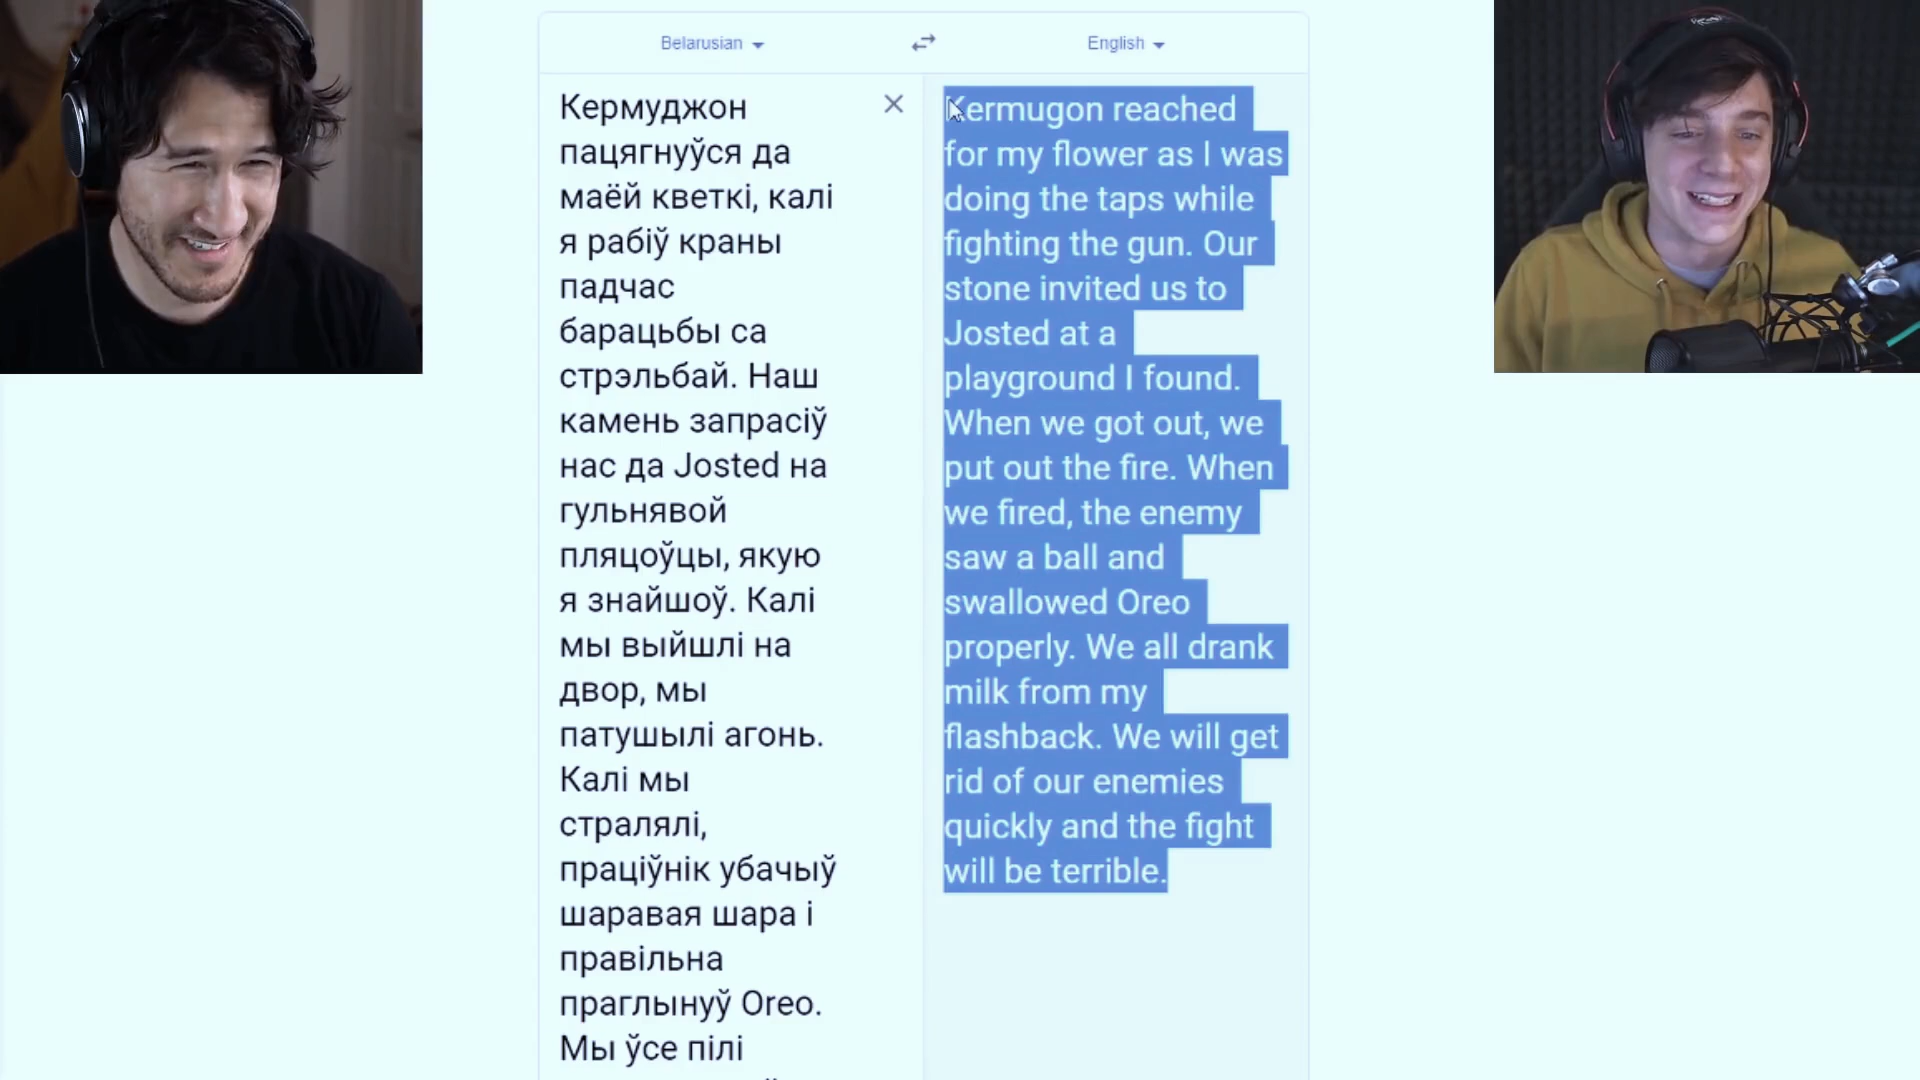 Belarusian
English
Кермуджон
пацягнуўся да
маёй кветкі, калі
я рабіў краны
падчас
барацьбы са
стрэльбай. Наш
камень запрасіў
нас да Josted на
гульнявой
пляцоўцы, якую
я знайшоў. Калі
мы выйшлі на
двор, мы
патушылі агонь.
Калі мы
стралялі,
праціўнік убачыў
шаравая шара і
правільна
праглынуў Oreo.
Мы ўсе пілі
Kermugon reached
for my flower as I was
doing the taps while
fighting the gun. Our
stone invited us to
Josted at a
playground I found.
When we got out, we
put out the fire. When
we fired, the enemy
saw a ball and
swallowed Oreo
properly. We all drank
milk from my
flashback. We will get
rid of our enemies
quickly and the fight
will be terrible.